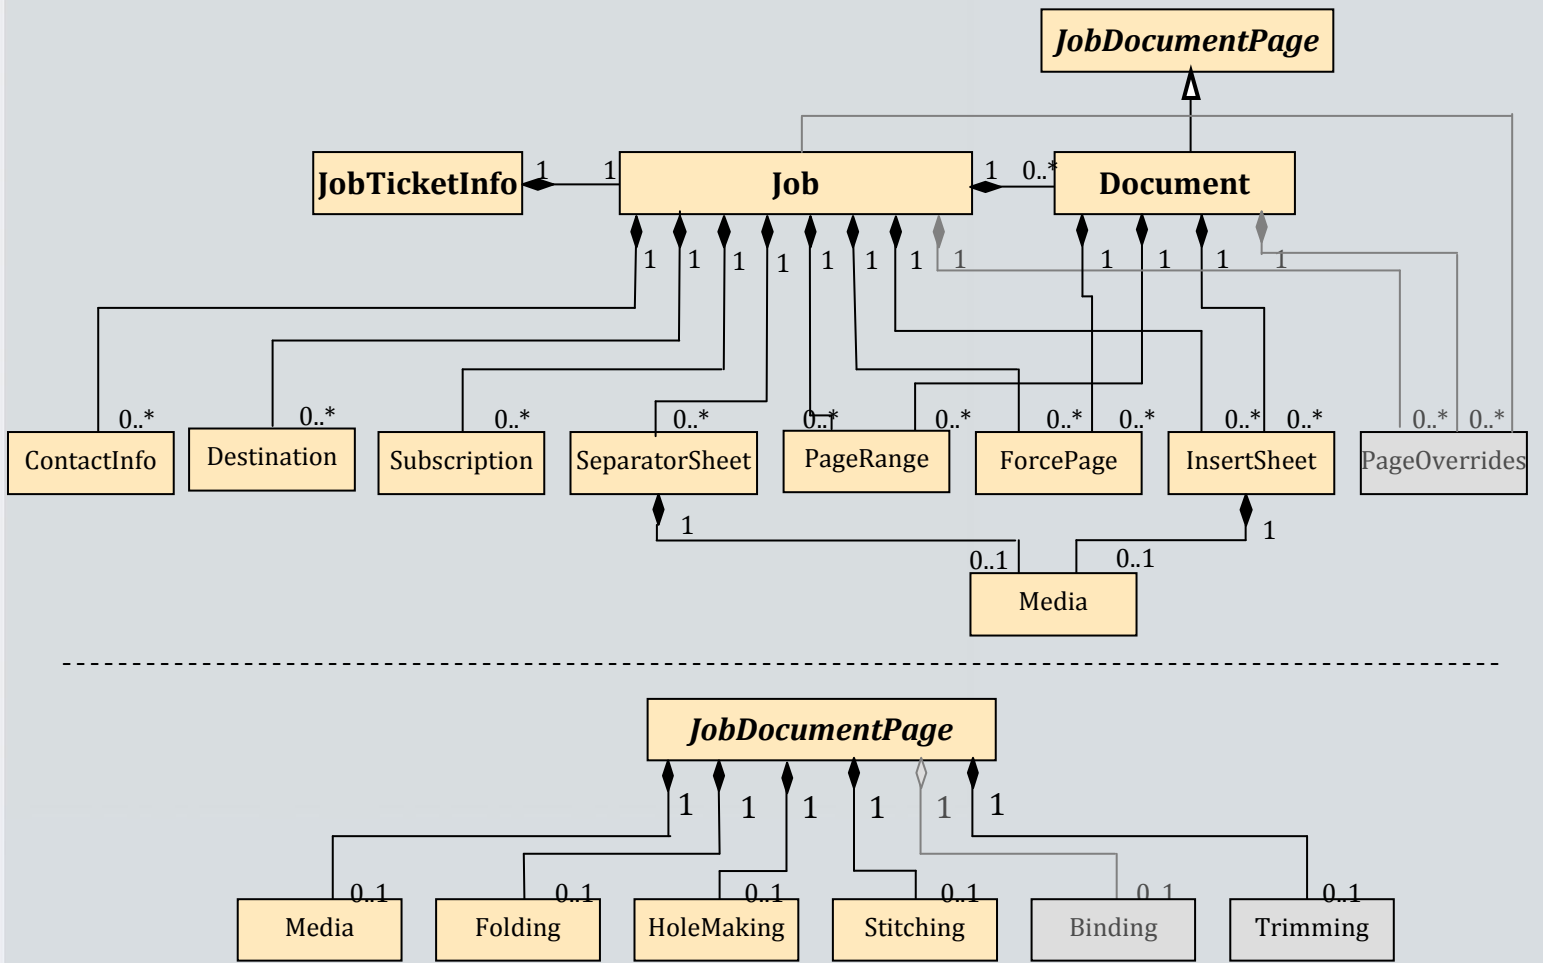 JobDocumentPage
JobTicketInfo
1
1
Job
1
0..*
Document
1
1
1
1
1
1
1
1
1
1
1
1
0..*
0..*
0..*
0..*
0..*
0..*
0..*
0..*
0..*
0..*
0..*
0..*
ContactInfo
Destination
Subscription
SeparatorSheet
PageRange
ForcePage
InsertSheet
PageOverrides
1
1
0..1
0..1
Media
JobDocumentPage
1
1
1
1
1
1
0..1
0..1
0..1
0..1
0..1
0..1
Media
Folding
HoleMaking
Stitching
Binding
Trimming